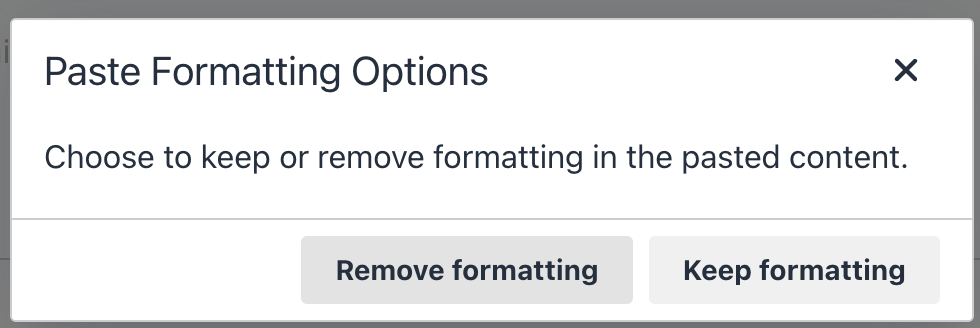 Paste Formatting Options
Choose to keep or remove formatting in the pasted content.
Remove formatting
Keep formatting